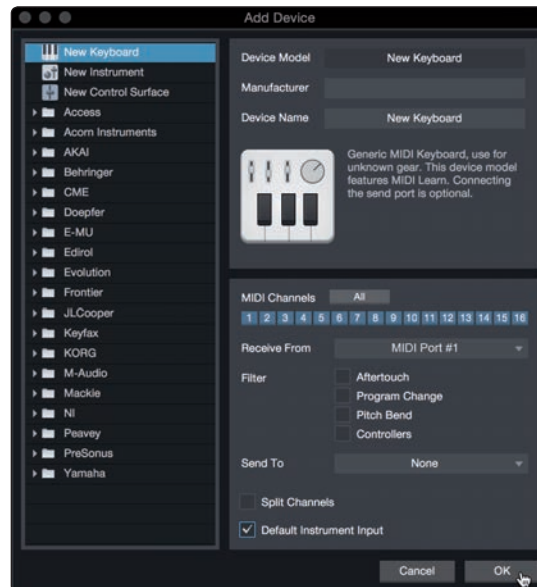 Add Device
New Keyboard
New Instrument
New Control Surface
Access
Acorn Instruments
AKAI
Behringer
CME
Doepfer
E-MU
Edirol
Evolution
Frontier
JLCooper
Keyfax
KORG
M-Audio
Mackie
NI
Peavey
PreSonus
Yamaha
Device Model New Keyboard
Manufacturer
Device Name New Keyboard
Generic MIDI Keyboard, use for
unknown gear. This device model
features MIDI Learn. Connecting
the send port is optional.
MIDI Channels All
1 2 3 4 5 6 7 8 9 10 11 12 13 14 15 16
Receive From MIDI Port #1
Filter Aftertouch
Program Change
Pitch Bend
Controllers
Send To None
Split Channels
Default Instrument Input
Cancel OK